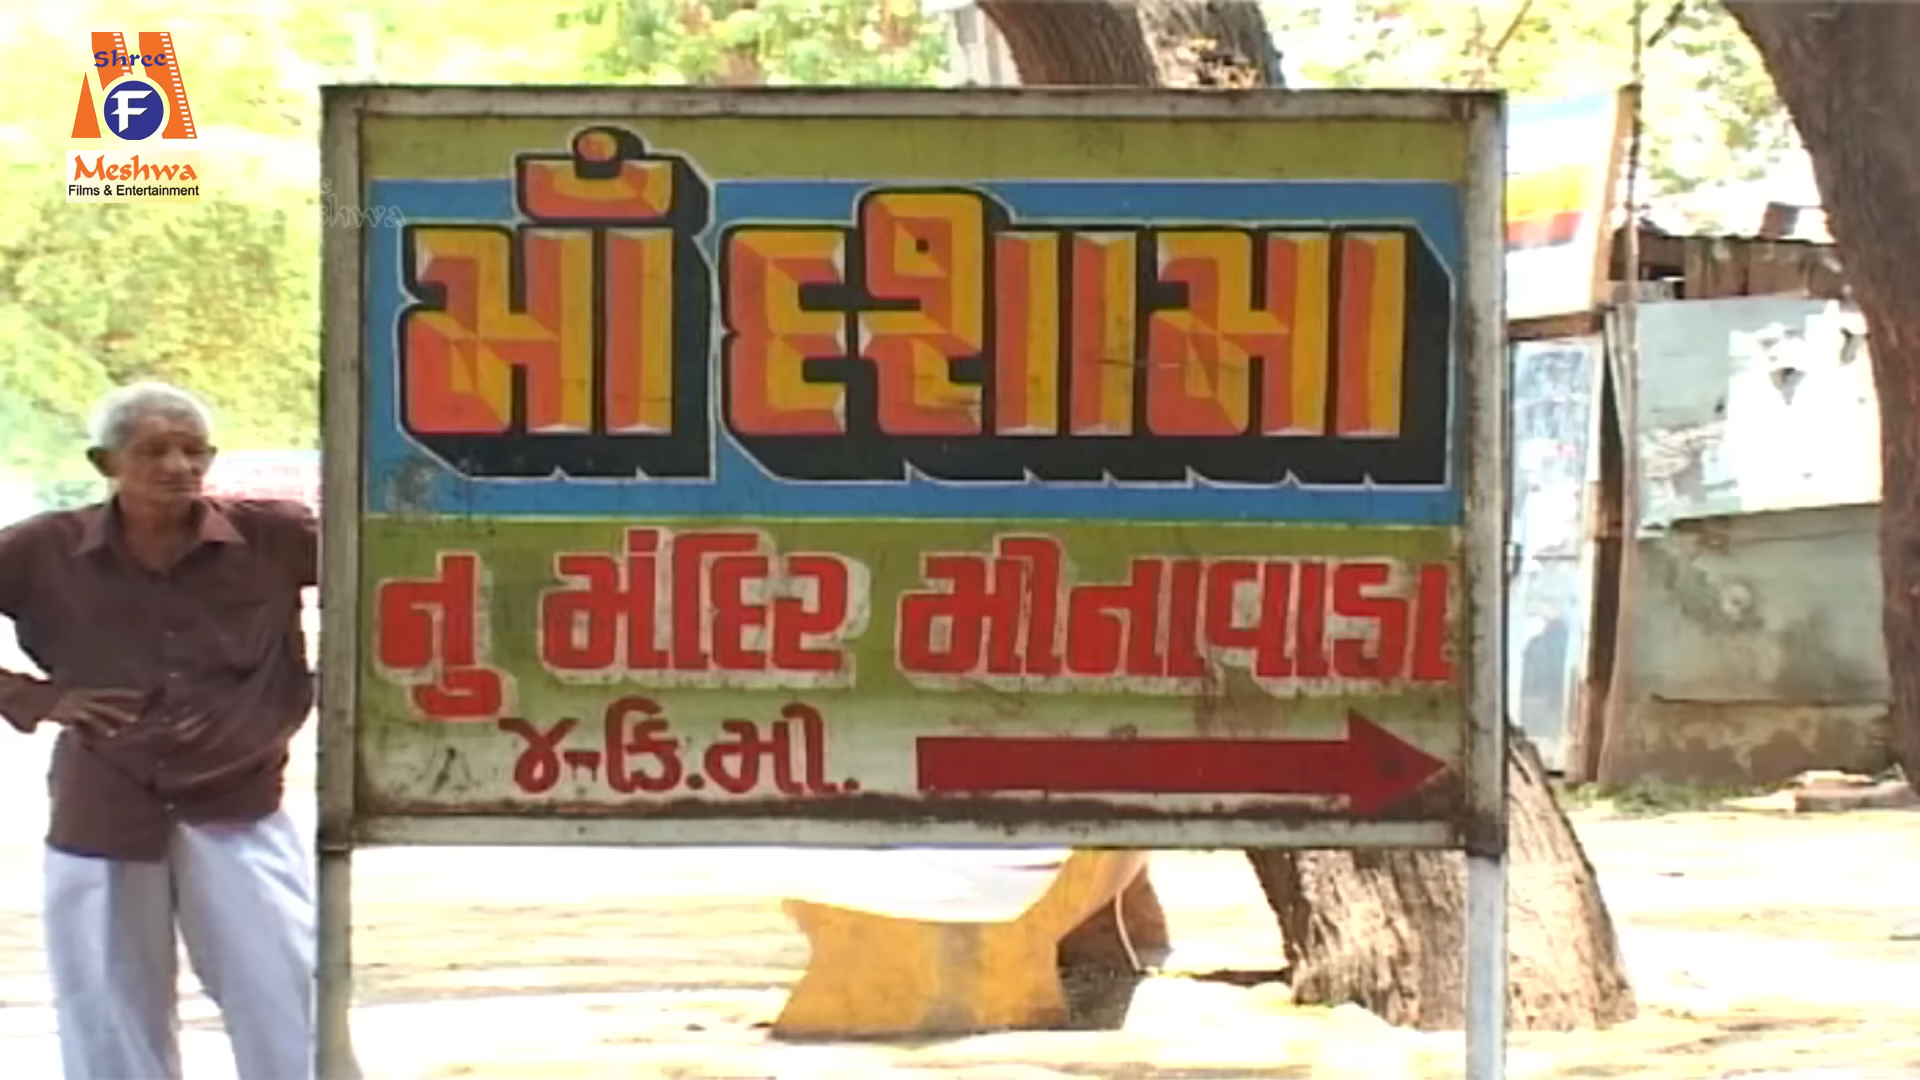 Shree
F
Meshwa
Films & Entertainment
માઁ દશામા
નુ મંદિર મીનાવાડા
૪-કિ.મી.